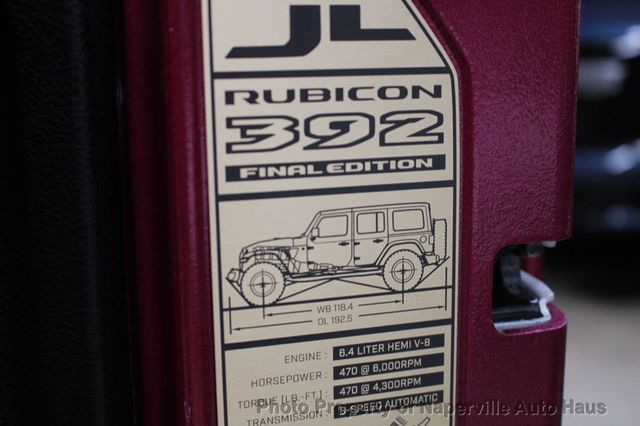 JL
RUBICON
392
FINAL EDITION
WB 118.4
OL 192.5
ENGINE : 6.4 LITER HEMI V-8
HORSEPOWER : 470 @ 6,000RPM
TORQUE (LB.-FT.) : 470 @ 4,300RPM
TRANSMISSION : 8-SPEED AUTOMATIC
Photo Property of Naperville Auto Haus